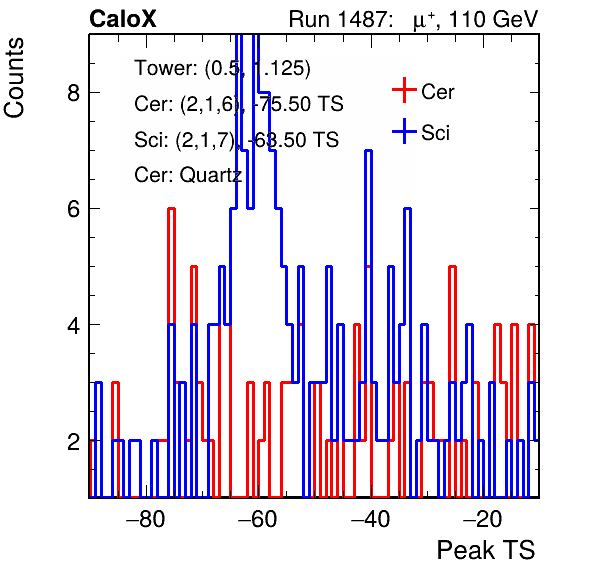 CaloX Run 1487: μ⁺, 110 GeV
Counts
Tower: (0.5, 1.125)
Cer: (2,1,6), -75.50 TS
Sci: (2,1,7), -63.50 TS
Cer: Quartz
Cer
Sci
8
6
4
2
−80 −60 −40 −20
Peak TS